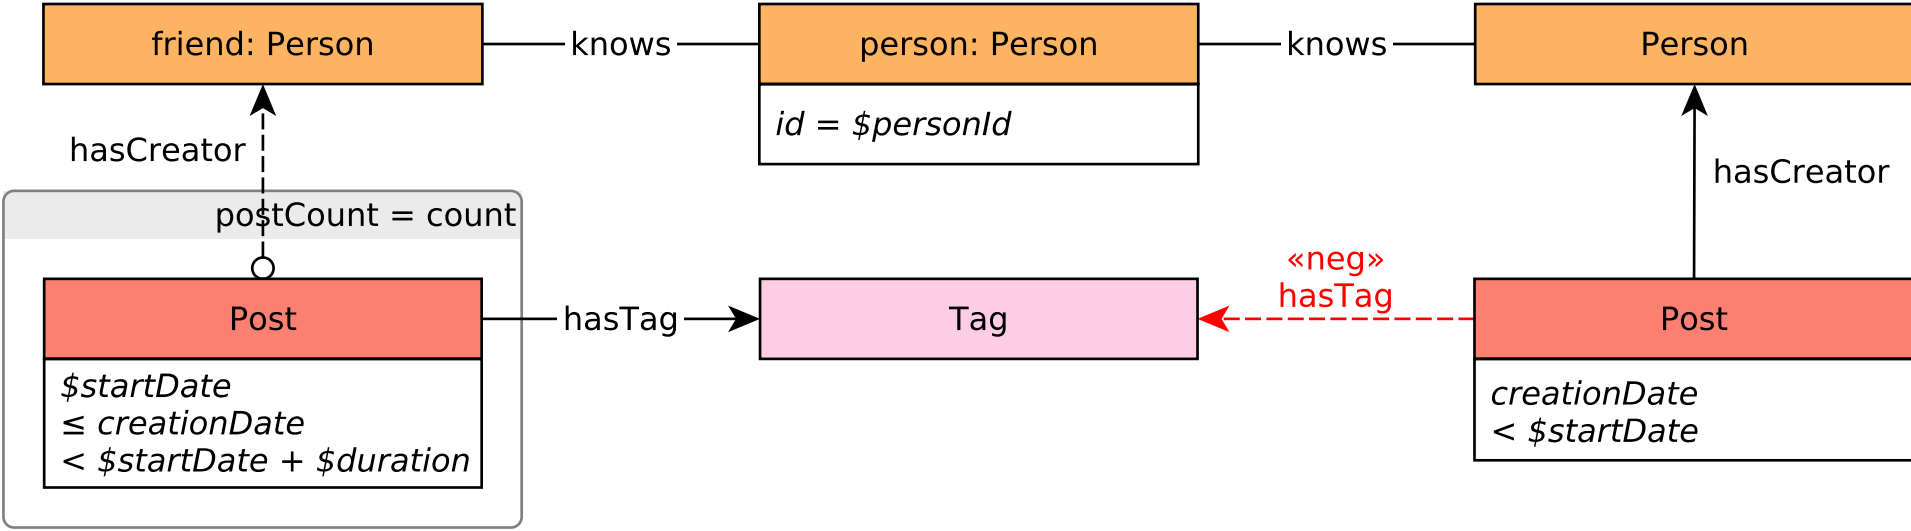 friend: Person
knows
person: Person
knows
Person
id = $personId
hasCreator
hasCreator
postCount = count
«neg»
hasTag
Post
hasTag
Tag
Post
$startDate
≤ creationDate
< $startDate + $duration
creationDate
< $startDate